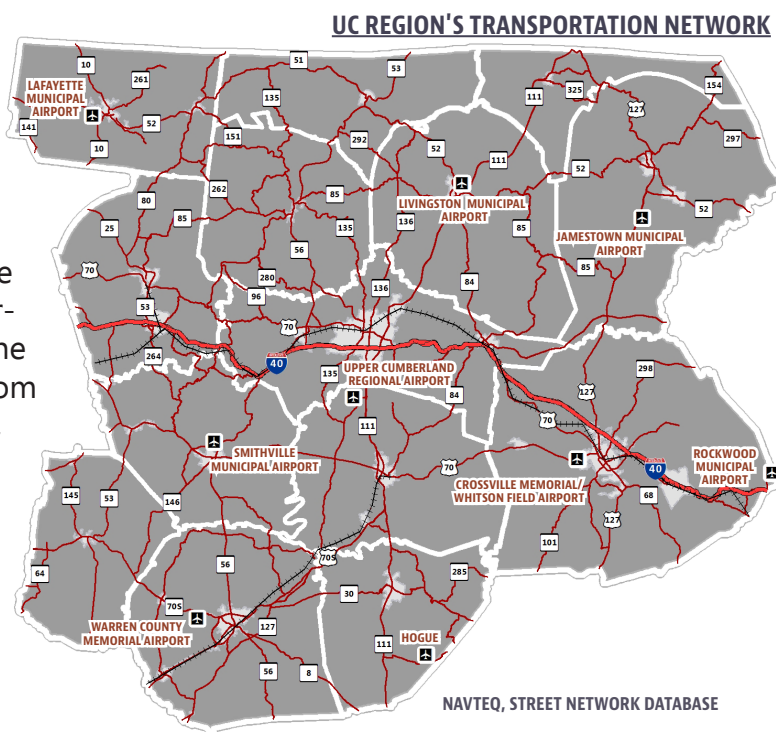 UC REGION'S TRANSPORTATION NETWORK
51
10
53
261
LAFAYETTE
MUNICIPAL
AIRPORT
135
111
325
154
127
141
52
151
10
292
52
111
297
52
262
85
80
LIVINGSTON MUNICIPAL
AIRPORT
52
85
25
135
136
85
JAMESTOWN MUNICIPAL
AIRPORT
56
e
r-
ne
om
70
280
96
136
84
85
53
70
264
40
135
UPPER CUMBERLAND
REGIONAL AIRPORT
298
127
84
111
70
SMITHVILLE
MUNICIPAL AIRPORT
70
CROSSVILLE MEMORIAL/
WHITSON FIELD AIRPORT
40
ROCKWOOD
MUNICIPAL
AIRPORT
145
53
146
68
127
101
70S
56
64
285
30
70S
WARREN COUNTY
MEMORIAL AIRPORT
127
HOGUE
111
56
8
NAVTEQ, STREET NETWORK DATABASE